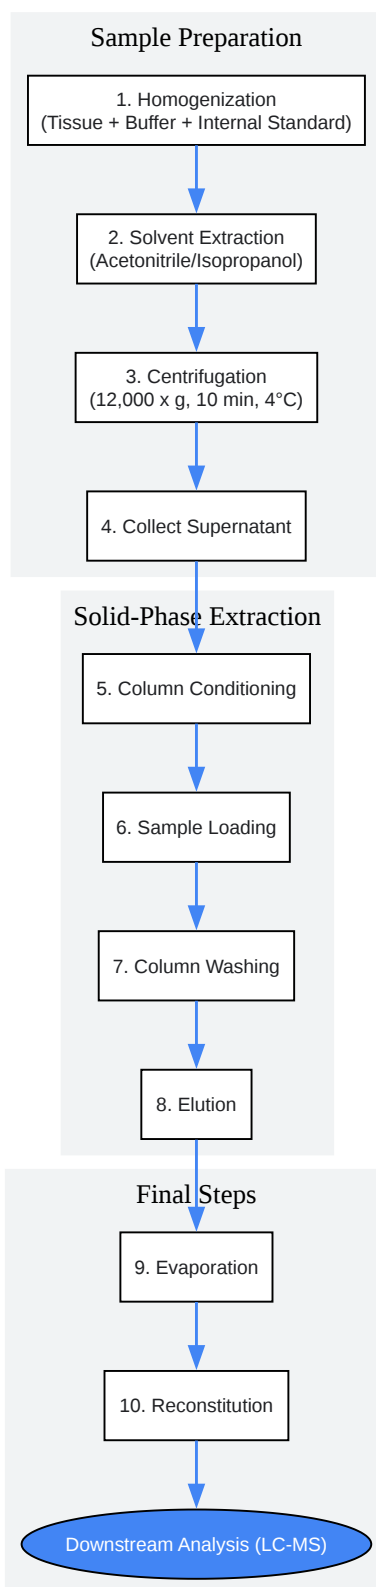 Sample Preparation
1. Homogenization
(Tissue + Buffer + Internal Standard)
2. Solvent Extraction
(Acetonitrile/Isopropanol)
3. Centrifugation
(12,000 x g, 10 min, 4°C)
4. Collect Supernatant
Solid-Phase Extraction
5. Column Conditioning
6. Sample Loading
7. Column Washing
8. Elution
Final Steps
9. Evaporation
10. Reconstitution
Downstream Analysis (LC-MS)